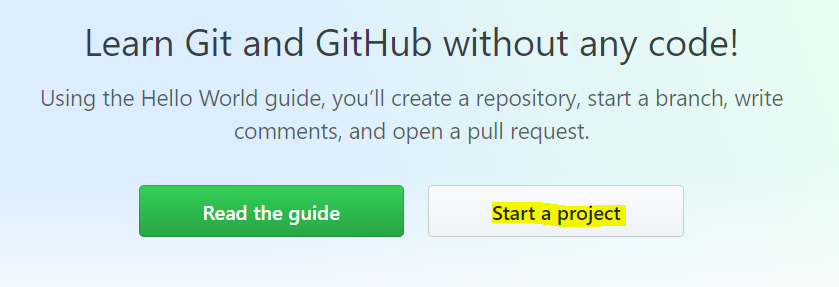 Learn Git and GitHub without any code!
Using the Hello World guide, you’ll create a repository, start a branch, write
comments, and open a pull request.
Read the guide
Start a project